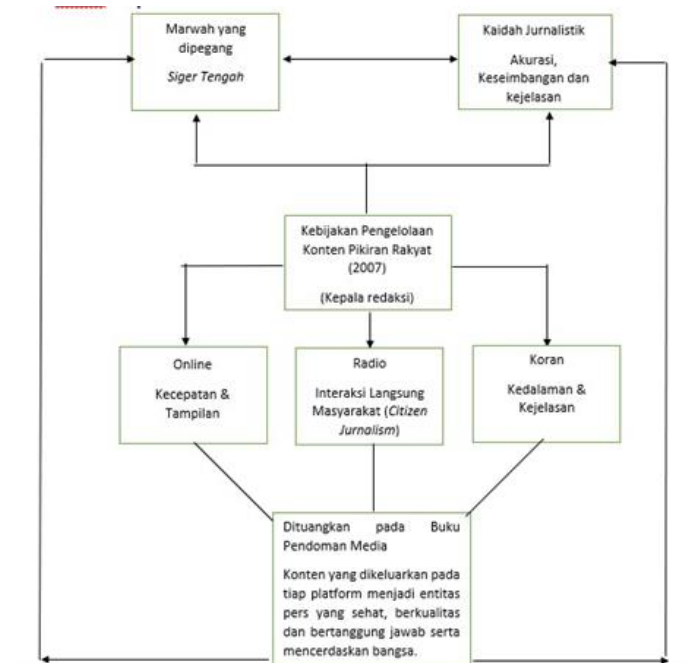 Marwah yang
dipegang
Siger Tengah
Kaidah Jurnalistik
Akurasi,
Keseimbangan dan
kejelasan
Kebijakan Pengelolaan
Konten Pikiran Rakyat
(2007)
(Kepala redaksi)
Online
Kecepatan &
Tampilan
Radio
Interaksi Langsung
Masyarakat (Citizen
Jurnalism)
Koran
Kedalaman &
Kejelasan
Dituangkan pada Buku
Pendoman Media
Konten yang dikeluarkan pada
tiap platform menjadi entitas
pers yang sehat, berkualitas
dan bertanggung jawab serta
mencerdaskan bangsa.